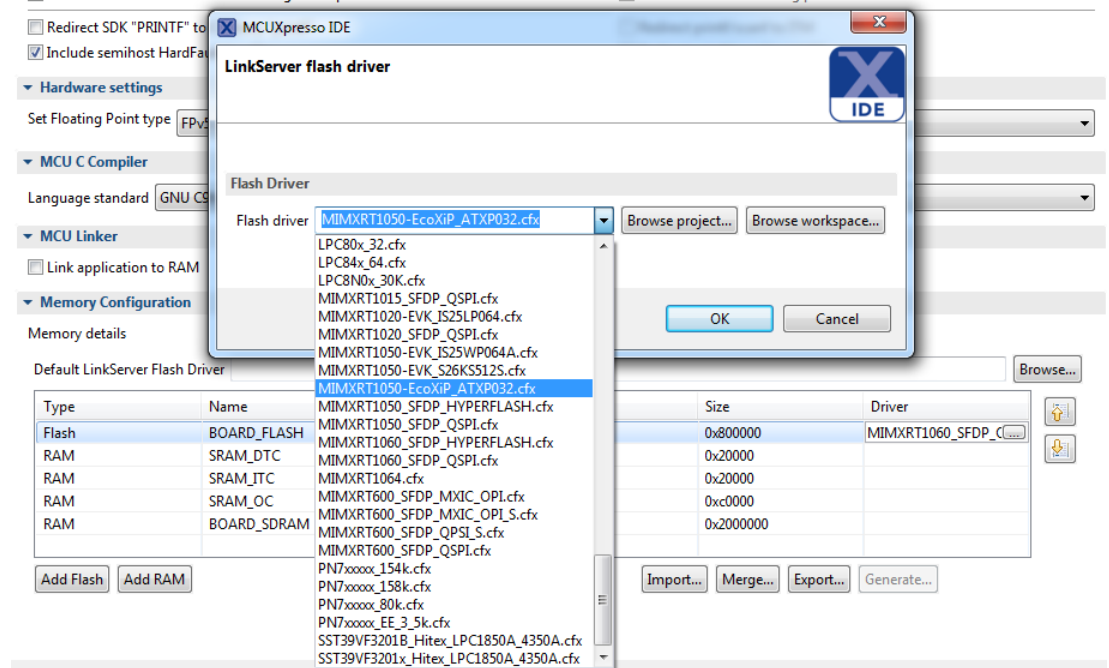 Redirect SDK "PRINTF" to
Include semihost HardFau
MCUXpresso IDE
LinkServer flash driver
IDE
Hardware settings
Set Floating Point type FPv5
MCU C Compiler
Language standard GNU C9
MCU Linker
Link application to RAM
Memory Configuration
Memory details
Default LinkServer Flash Driver
Browse...
Flash Driver
Flash driver MIMXRT1050-EcoXiP_ATXP032.cfx Browse project... Browse workspace...
OK Cancel
LPC80x_32.cfx
LPC84x_64.cfx
LPC8N0x_30K.cfx
MIMXRT1015_SFDP_QSPI.cfx
MIMXRT1020-EVK_IS25LP064.cfx
MIMXRT1020_SFDP_QSPI.cfx
MIMXRT1050-EVK_IS25WP064A.cfx
MIMXRT1050-EVK_S26KS512S.cfx
MIMXRT1050-EcoXiP_ATXP032.cfx
MIMXRT1050_SFDP_HYPERFLASH.cfx
MIMXRT1050_SFDP_QSPI.cfx
MIMXRT1060_SFDP_HYPERFLASH.cfx
MIMXRT1060_SFDP_QSPI.cfx
MIMXRT1064.cfx
MIMXRT600_SFDP_MXIC_OPI.cfx
MIMXRT600_SFDP_MXIC_OPI_S.cfx
MIMXRT600_SFDP_QPSI_S.cfx
MIMXRT600_SFDP_QSPI.cfx
PN7xxxxx_154k.cfx
PN7xxxxx_158k.cfx
PN7xxxxx_80k.cfx
PN7xxxxx_EE_3_5k.cfx
SST39VF3201B_Hitex_LPC1850A_4350A.cfx
SST39VF3201x_Hitex_LPC1850A_4350A.cfx
Type Name Size Driver
Flash BOARD_FLASH 0x800000 MIMXRT1060_SFDP_Q ...
RAM SRAM_DTC 0x20000
RAM SRAM_ITC 0x20000
RAM SRAM_OC 0xc0000
RAM BOARD_SDRAM 0x2000000
Add Flash Add RAM Import... Merge... Export... Generate...